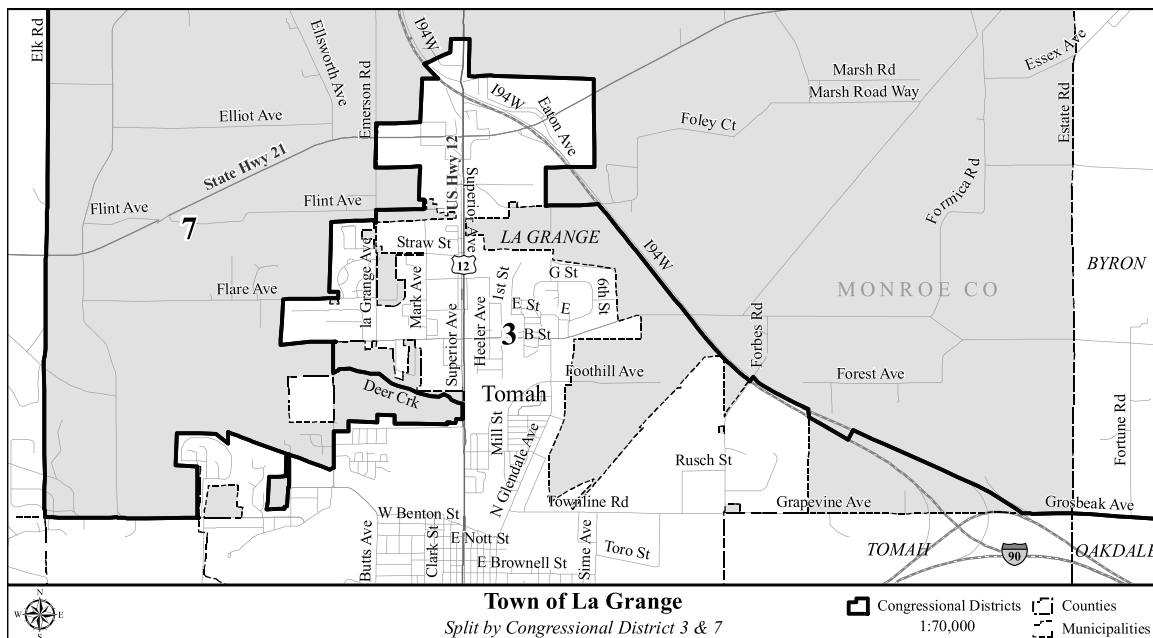 Elk Rd
Ellsworth Ave
Emerson Rd
I94W
Essex Ave
Marsh Rd
Marsh Road Way
Estate Rd
I94W
Eaton Ave
Elliot Ave
Foley Ct
State Hwy 21
US Hwy 12
Superior Ave
Formica Rd
Flint Ave
Flint Ave
7
LA GRANGE
Straw St
la Grange Ave
12
I94W
BYRON
Mark Ave
1st St
G St
6th St
Flare Ave
E St
E
MONROE CO
Superior Ave
Heeler Ave
3
B St
Forbes Rd
Foothill Ave
Forest Ave
Deer Crk
Tomah
Fortune Rd
Mill St
N Glendale Ave
Rusch St
Townline Rd
Grapevine Ave
Grosbeak Ave
W Benton St
Butts Ave
Clark St
E Nott St
Sime Ave
Toro St
E Brownell St
TOMAH
90
OAKDALE
N
W
E
S
Town of La Grange
Split by Congressional District 3 & 7
Congressional Districts
1:70,000
Counties
Municipalities